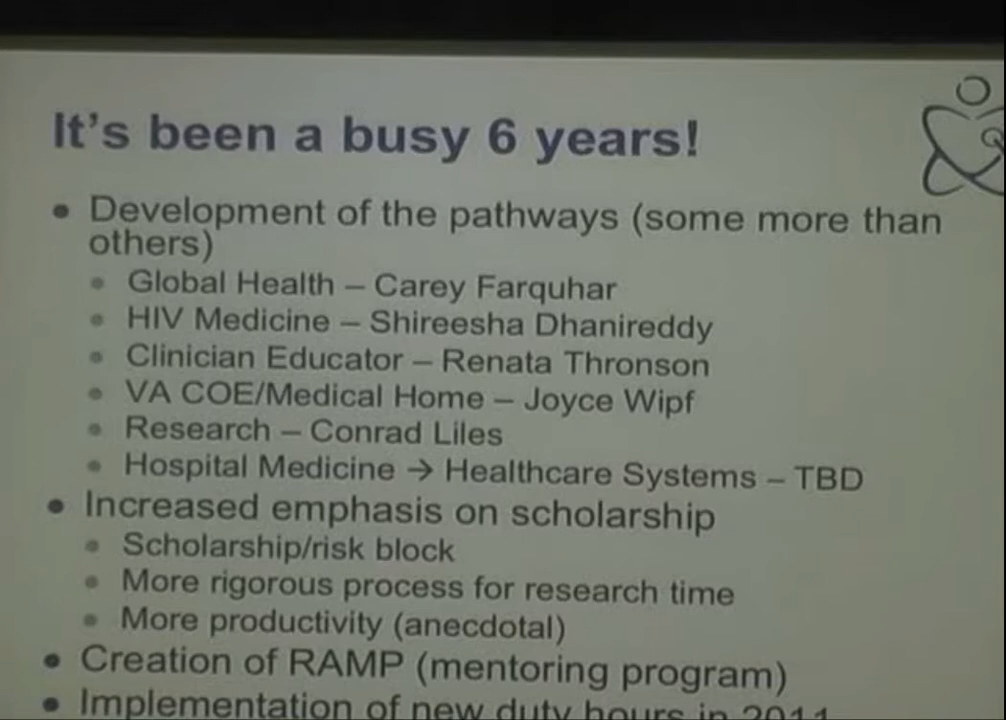 It's been a busy 6 years!
• Development of the pathways (some more than
others)
• Global Health – Carey Farquhar
• HIV Medicine – Shireesha Dhanireddy
• Clinician Educator – Renata Thronson
• VA COE/Medical Home – Joyce Wipf
• Research – Conrad Liles
• Hospital Medicine → Healthcare Systems – TBD
• Increased emphasis on scholarship
• Scholarship/risk block
• More rigorous process for research time
• More productivity (anecdotal)
• Creation of RAMP (mentoring program)
• Implementation of new duty hours in 2011